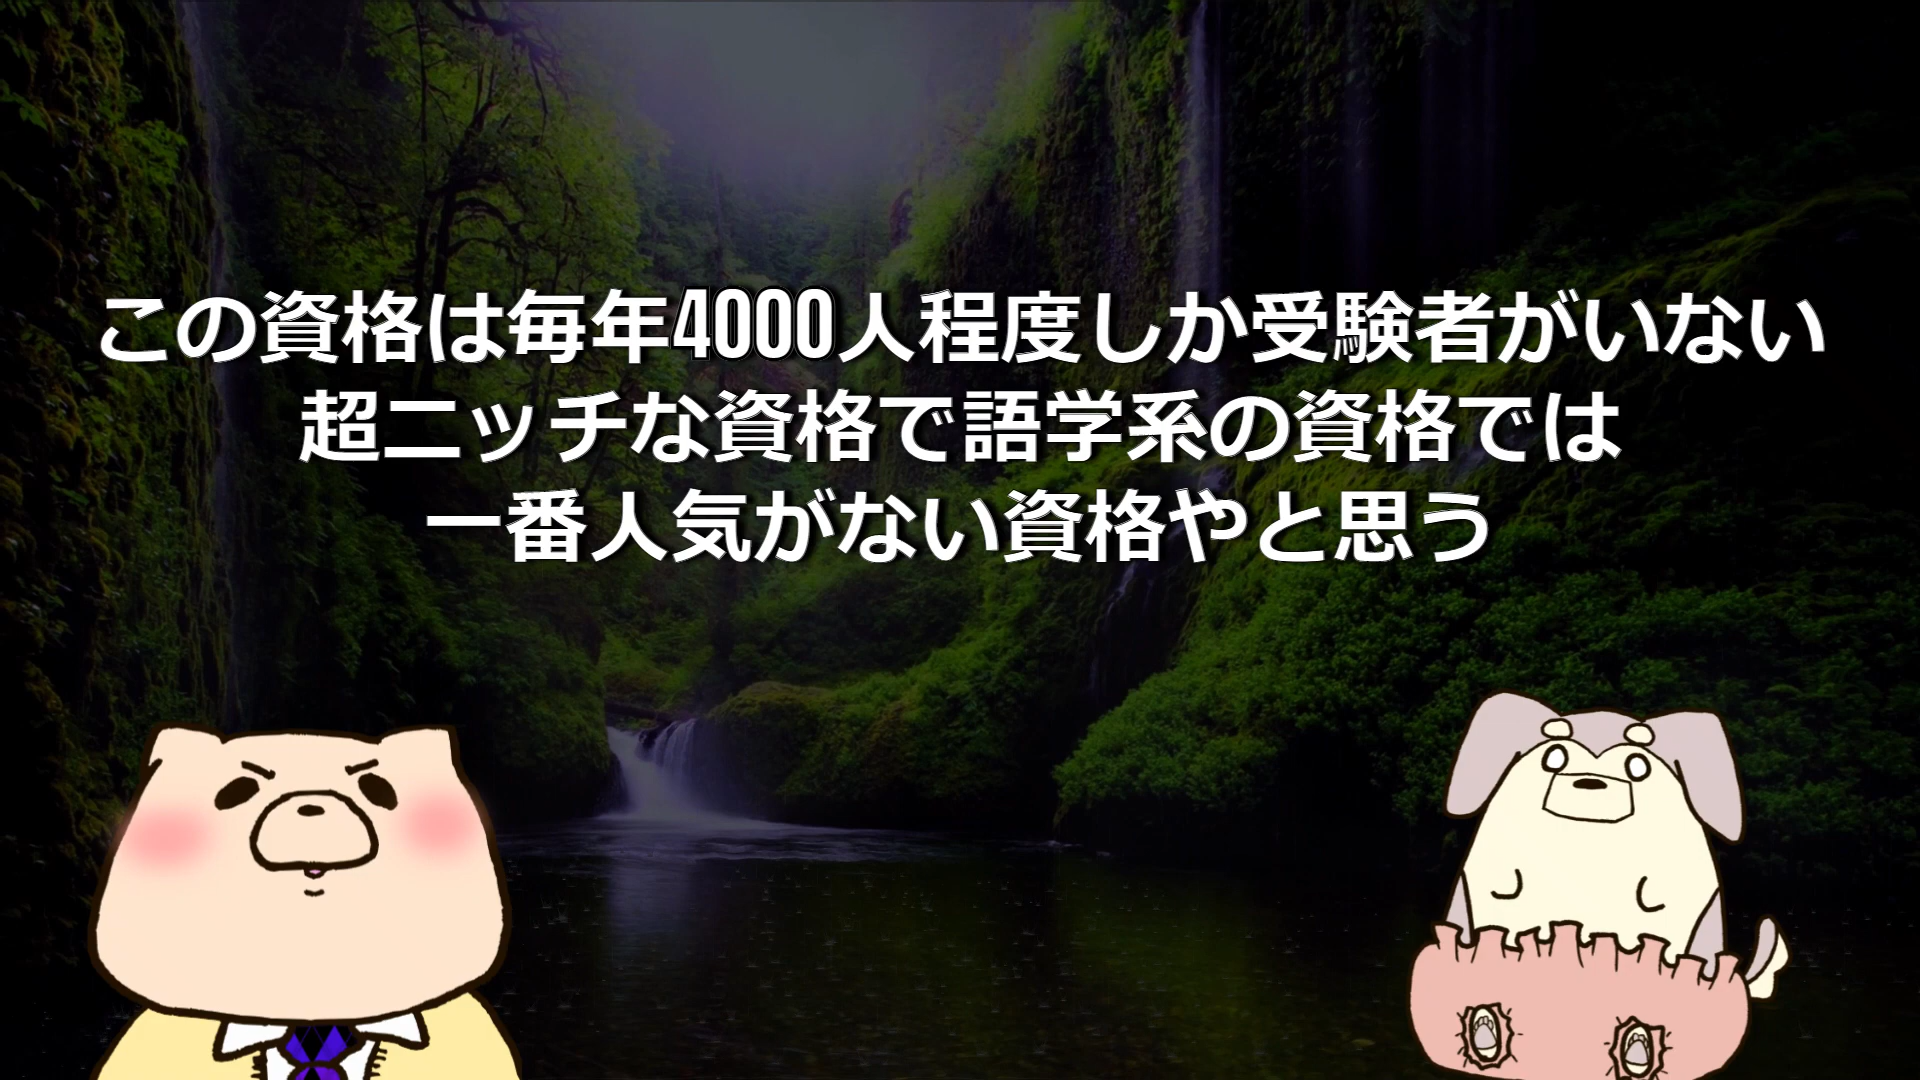 この資格は毎年4000人程度しか受験者がいない
超ニッチな資格で語学系の資格では
一番人気がない資格やと思う